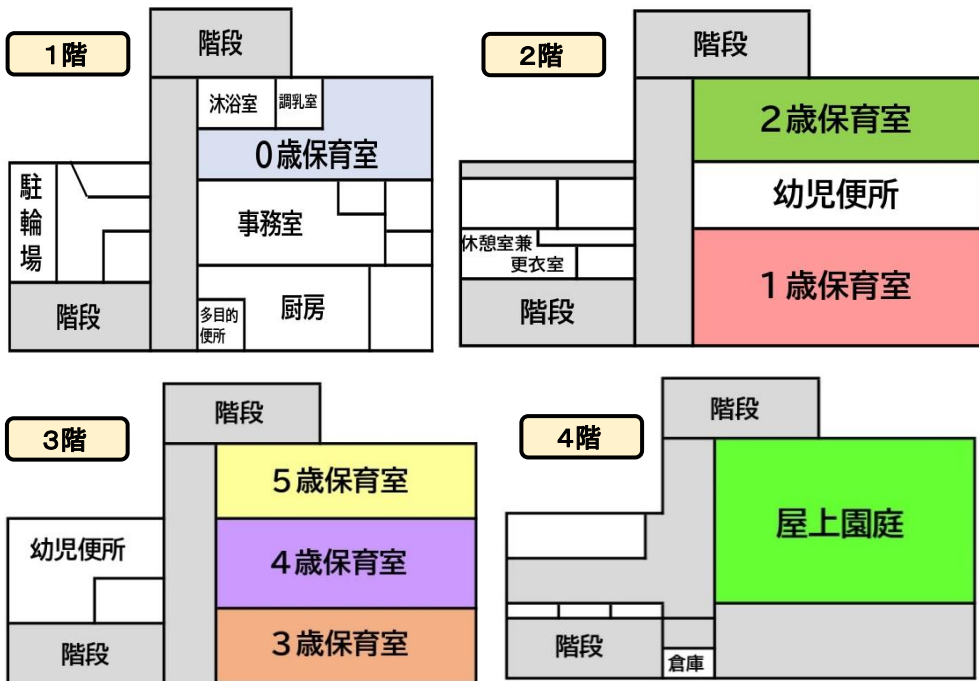 1階
階段
沐浴室
調乳室
0歳保育室
駐輪場
事務室
階段
多目的
便所
厨房
2階
階段
2歳保育室
幼児便所
休憩室兼
更衣室
1歳保育室
階段
3階
階段
5歳保育室
幼児便所
4歳保育室
階段
3歳保育室
4階
階段
屋上園庭
階段
倉庫